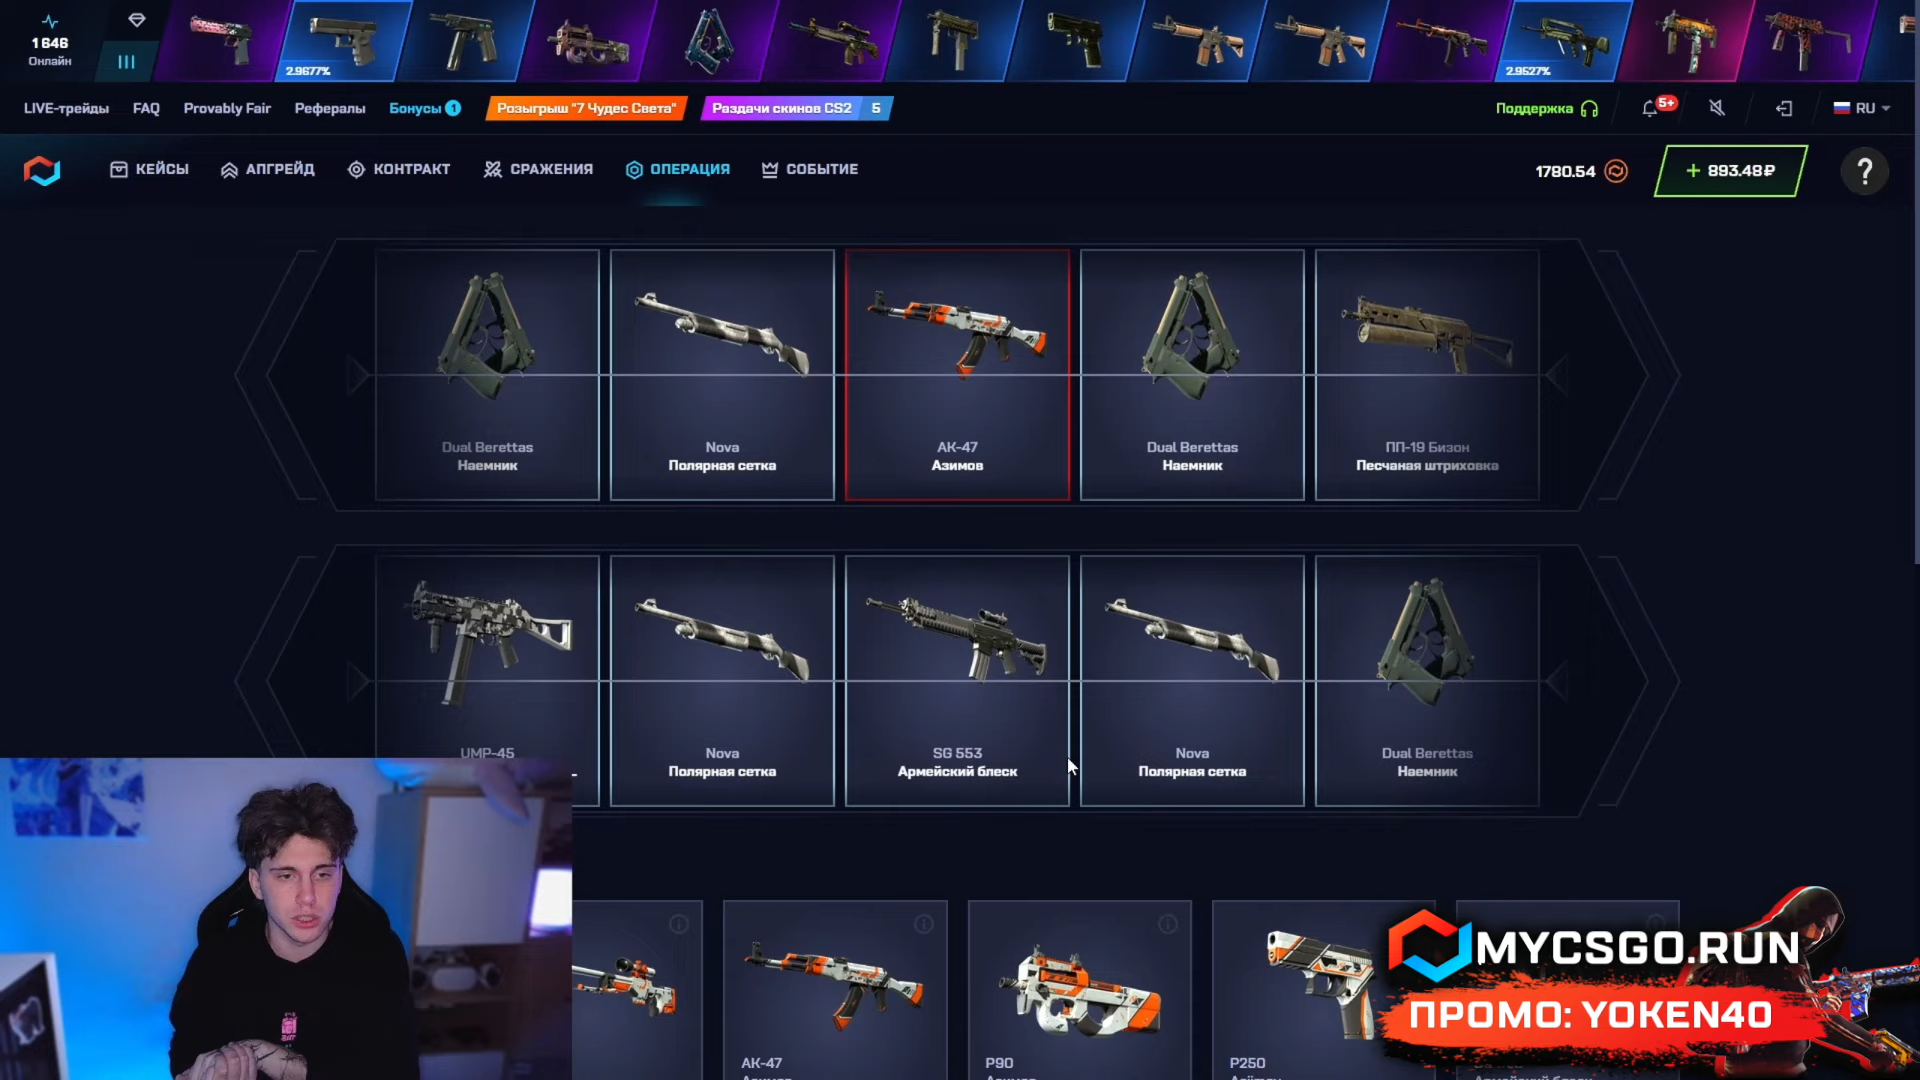 1 646
Онлайн
2.9677%
2.9527%
LIVE-трейды
FAQ
Provably Fair
Рефералы
Бонусы 1
Розыгрыш "7 Чудес Света"
Раздачи скинов CS2 5
Поддержка
5+
RU
КЕЙСЫ
АПГРЕЙД
КОНТРАКТ
СРАЖЕНИЯ
ОПЕРАЦИЯ
СОБЫТИЕ
1780.54
+ 893.48₽
?
Dual Berettas
Наемник
Nova
Полярная сетка
АК-47
Азимов
Dual Berettas
Наемник
ПП-19 Бизон
Песчаная штриховка
UMP-45
Nova
Полярная сетка
SG 553
Армейский блеск
Nova
Полярная сетка
Dual Berettas
Наемник
АК-47
P90
P250
MYCSGO.RUN
ПРОМО: YOKEN40